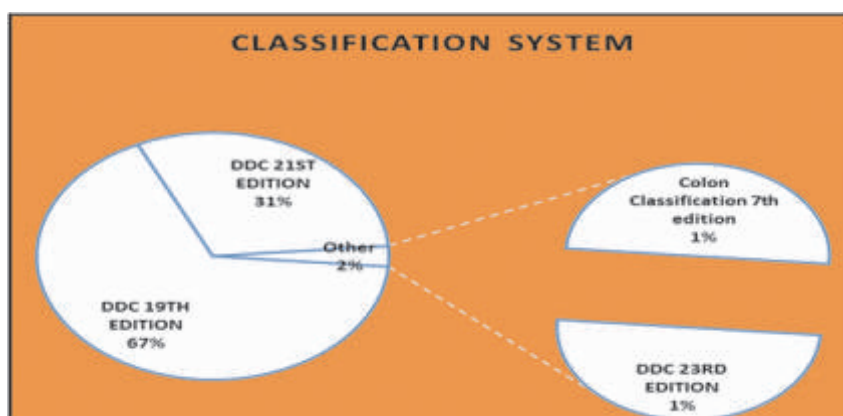 CLASSIFICATION SYSTEM
DDC 21ST
EDITION
31%
Other
2%
DDC 19TH
EDITION
67%
Colon
Classification 7th
edition
1%
DDC 23RD
EDITION
1%